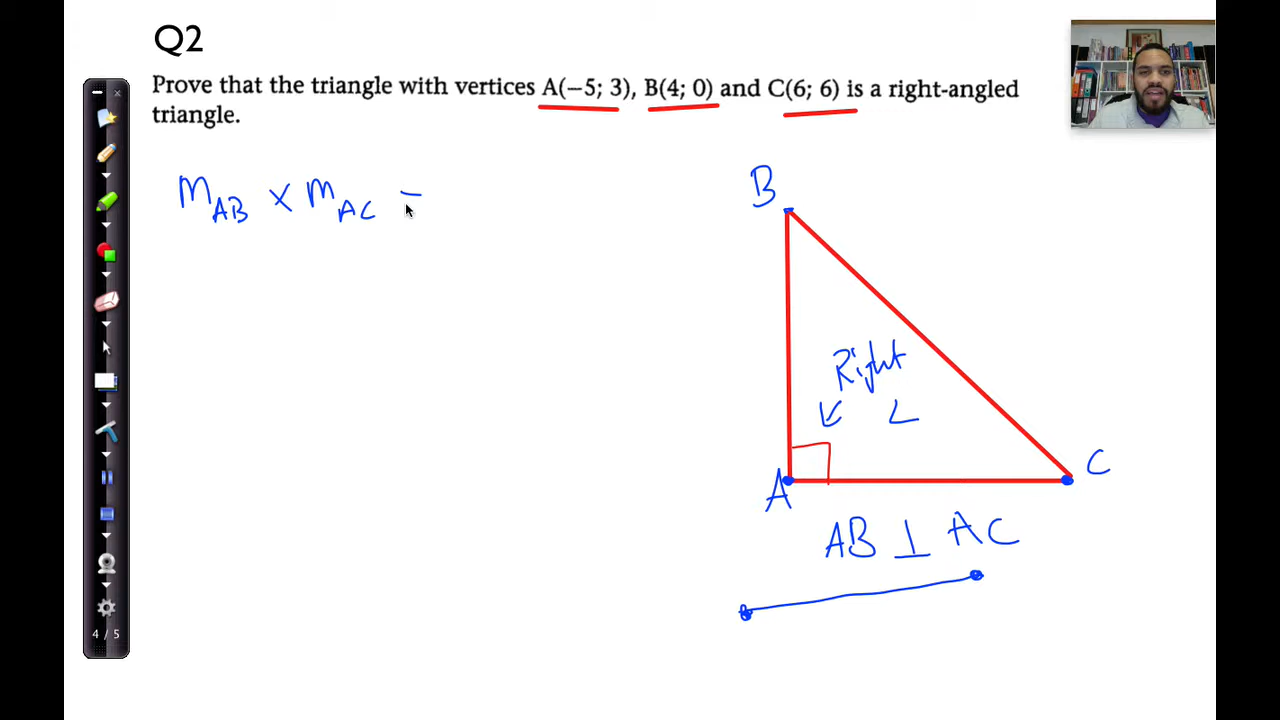 Q2
Prove that the triangle with vertices A(−5; 3), B(4; 0) and C(6; 6) is a right-angled
triangle.
m_AB × m_AC =
B
Right
A
C
AB ⊥ AC
4 / 5